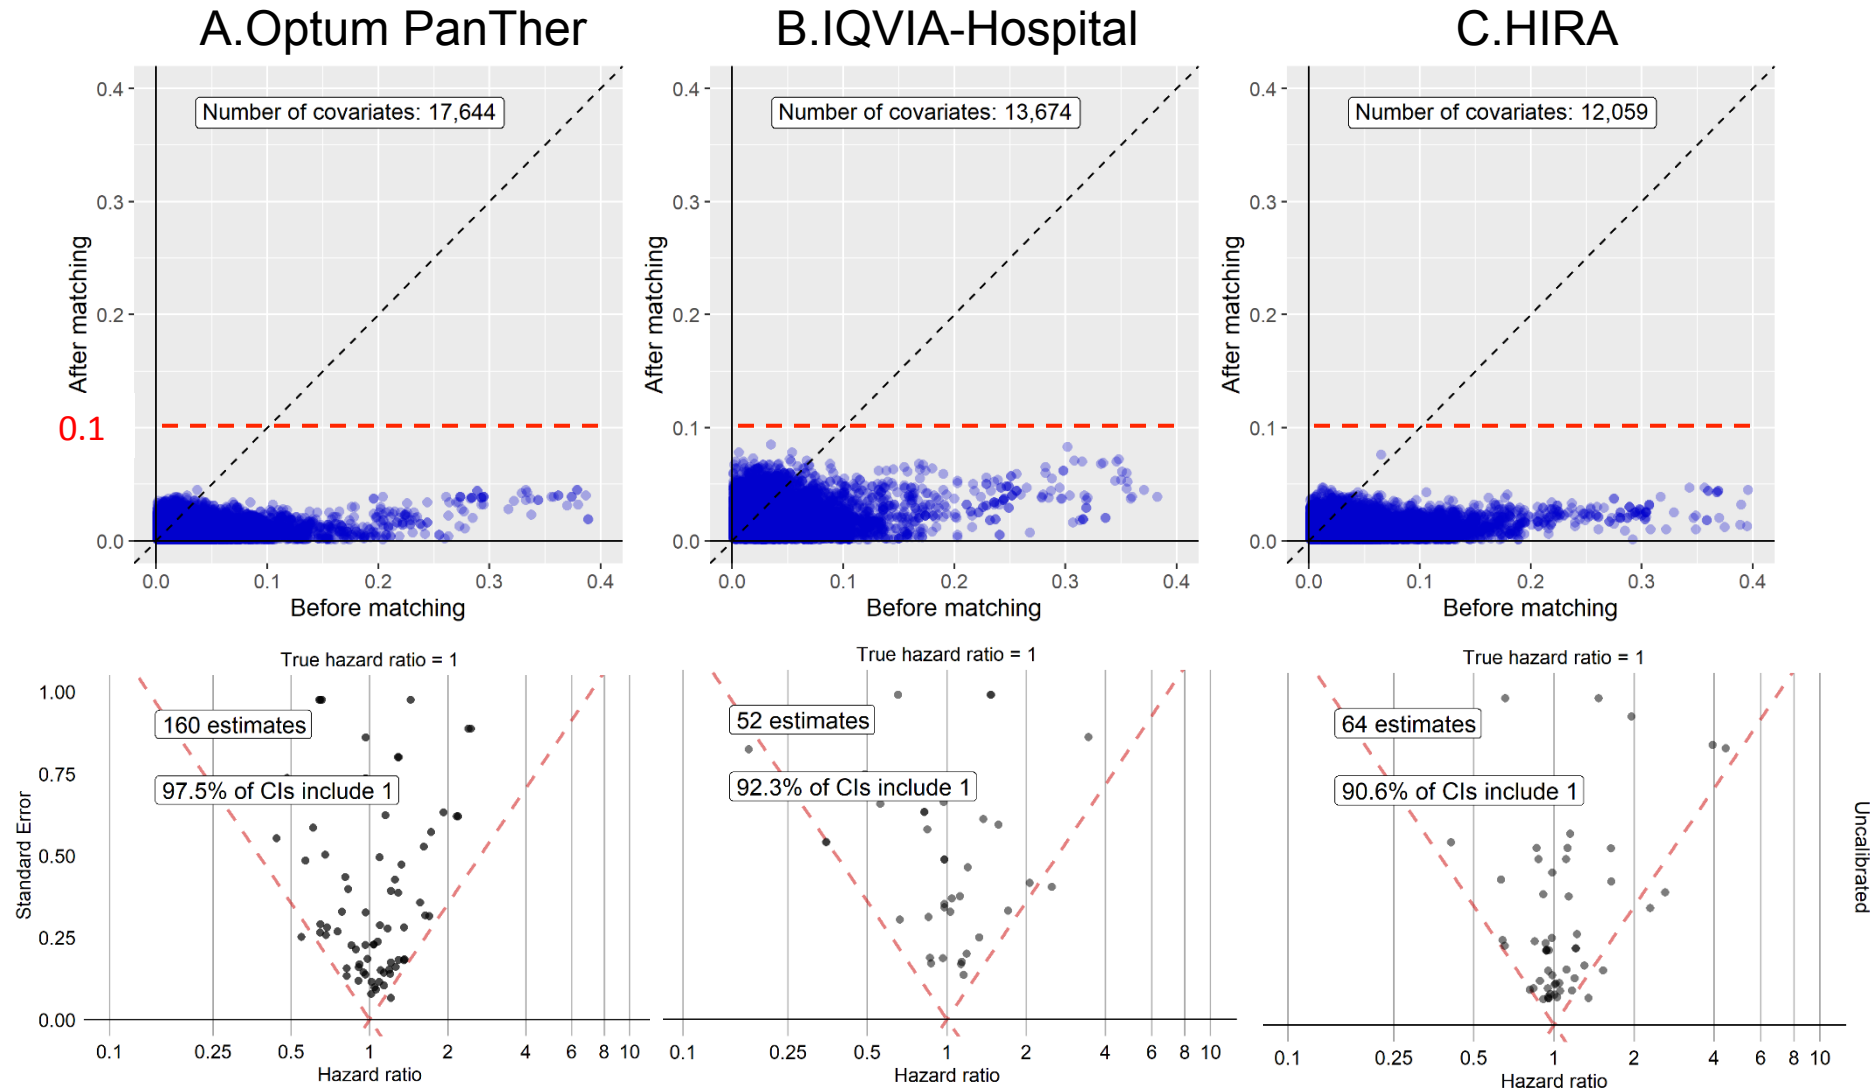 A.Optum PanTher
B.IQVIA-Hospital
C.HIRA
0.4
Number of covariates: 17,644
0.3
0.2
0.1
0.0
After matching
0.0 0.1 0.2 0.3 0.4
Before matching
0.4
Number of covariates: 13,674
0.3
0.2
0.1
0.0
After matching
0.0 0.1 0.2 0.3 0.4
Before matching
0.4
Number of covariates: 12,059
0.3
0.2
0.1
0.0
After matching
0.0 0.1 0.2 0.3 0.4
Before matching
True hazard ratio = 1
1.00
160 estimates
0.75
97.5% of CIs include 1
0.50
0.25
0.00
Standard Error
0.1 0.25 0.5 1 2 4 6 8 10
Hazard ratio
True hazard ratio = 1
52 estimates
92.3% of CIs include 1
0.1 0.25 0.5 1 2 4 6 8 10
Hazard ratio
True hazard ratio = 1
64 estimates
90.6% of CIs include 1
0.1 0.25 0.5 1 2 4 6 8 10
Hazard ratio
Uncalibrated